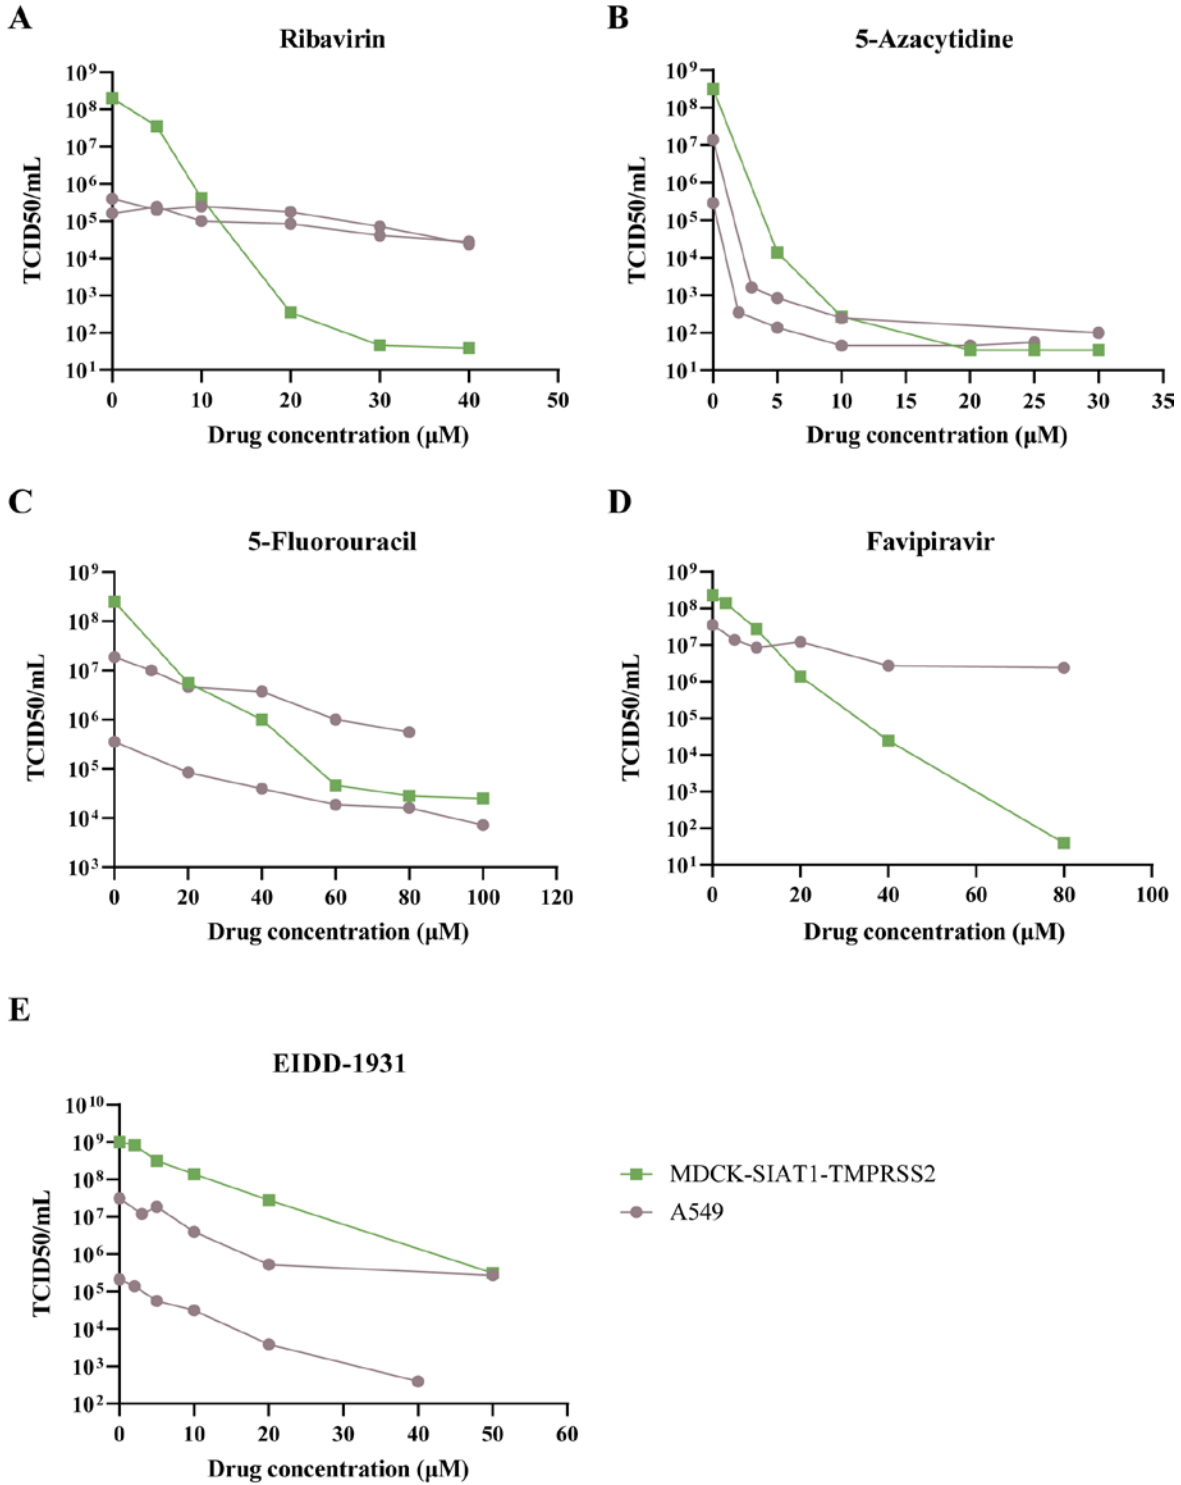 A
Ribavirin
10⁹
10⁸
10⁷
10⁶
10⁵
10⁴
10³
10²
10¹
TCID50/mL
0 10 20 30 40 50
Drug concentration (µM)
B
5-Azacytidine
10⁹
10⁸
10⁷
10⁶
10⁵
10⁴
10³
10²
10¹
TCID50/mL
0 5 10 15 20 25 30 35
Drug concentration (µM)
C
5-Fluorouracil
10⁹
10⁸
10⁷
10⁶
10⁵
10⁴
10³
TCID50/mL
0 20 40 60 80 100 120
Drug concentration (µM)
D
Favipiravir
10⁹
10⁸
10⁷
10⁶
10⁵
10⁴
10³
10²
10¹
TCID50/mL
0 20 40 60 80 100
Drug concentration (µM)
E
EIDD-1931
10¹⁰
10⁹
10⁸
10⁷
10⁶
10⁵
10⁴
10³
10²
TCID50/mL
0 10 20 30 40 50 60
Drug concentration (µM)
MDCK-SIAT1-TMPRSS2
A549